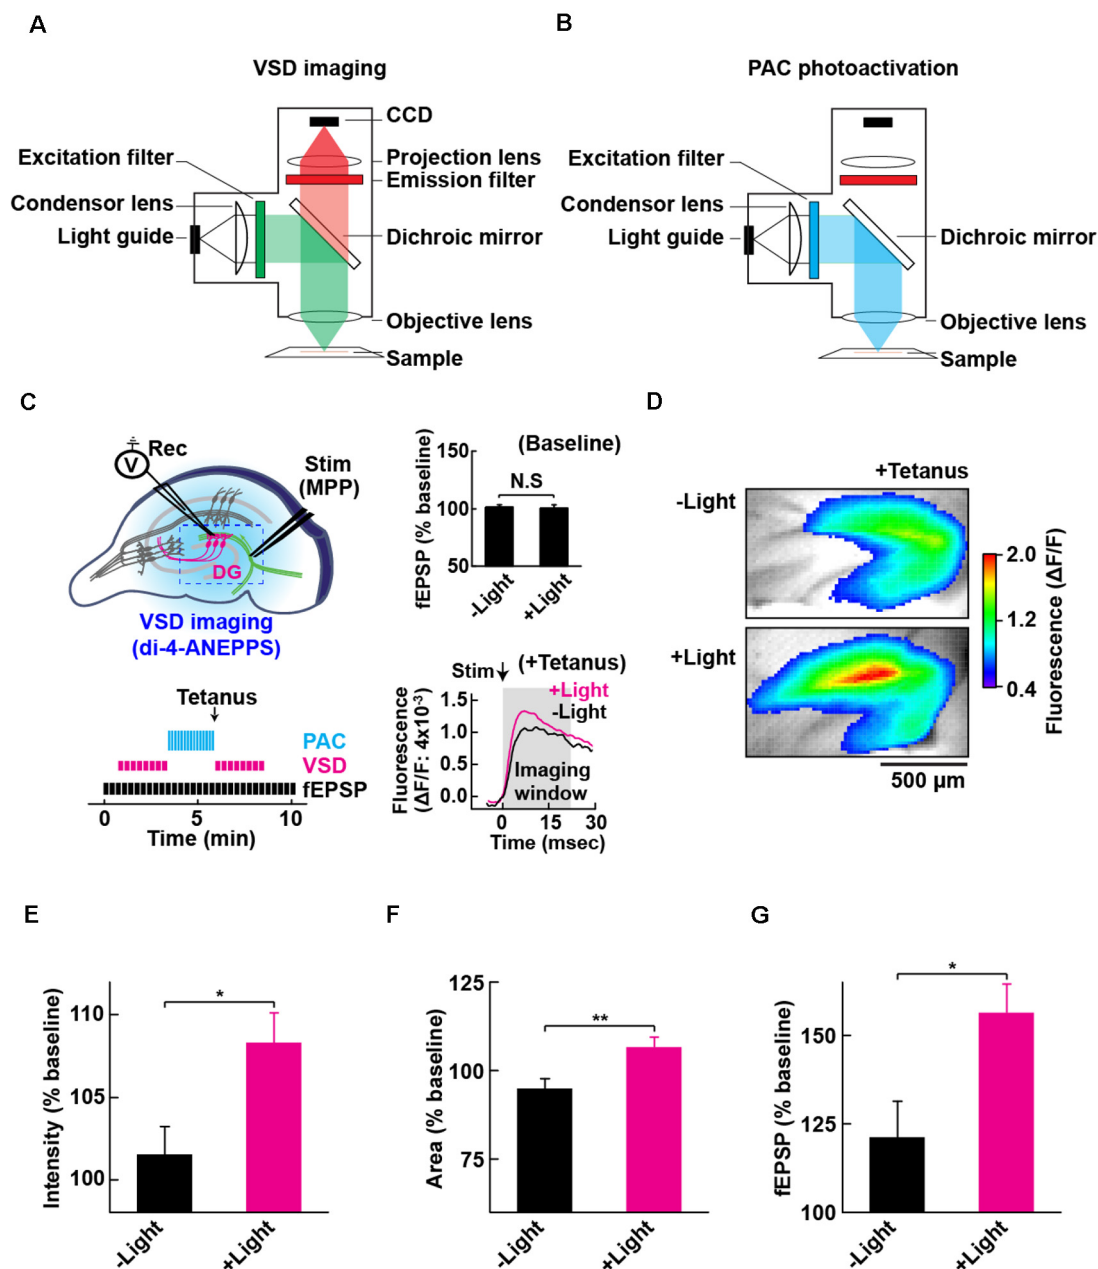 A
VSD imaging
CCD
Excitation filter
Projection lens
Emission filter
Condensor lens
Light guide
Dichroic mirror
Objective lens
Sample
B
PAC photoactivation
Excitation filter
Condensor lens
Light guide
Dichroic mirror
Objective lens
Sample
C
Rec
V
Stim
(MPP)
DG
VSD imaging
(di-4-ANEPPS)
Tetanus
PAC
VSD
fEPSP
0
5
10
Time (min)
fEPSP (% baseline)
150
100
50
(Baseline)
N.S
-Light
+Light
Stim
(+Tetanus)
+Light
-Light
Fluorescence
(ΔF/F: 4x10-3)
1.5
1.0
0.5
0.0
Imaging
window
0
15
30
Time (msec)
D
+Tetanus
-Light
+Light
2.0
1.2
0.4
Fluorescence (ΔF/F)
500 µm
E
Intensity (% baseline)
110
105
100
*
-Light
+Light
F
Area (% baseline)
125
100
75
**
-Light
+Light
G
fEPSP (% baseline)
150
125
100
*
-Light
+Light